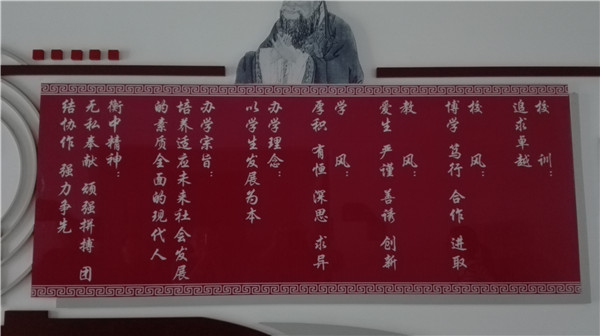 校训：
追求卓越
校风：
博学 笃行 合作 进取
教风：
爱生 严谨 善诱 创新
学风：
厚积 有恒 深思 求异
办学理念：
以学生发展为本
办学宗旨：
培养适应未来社会发展
的素质全面的现代人
衡中精神：
无私奉献 顽强拼搏 团
结协作 强力争先